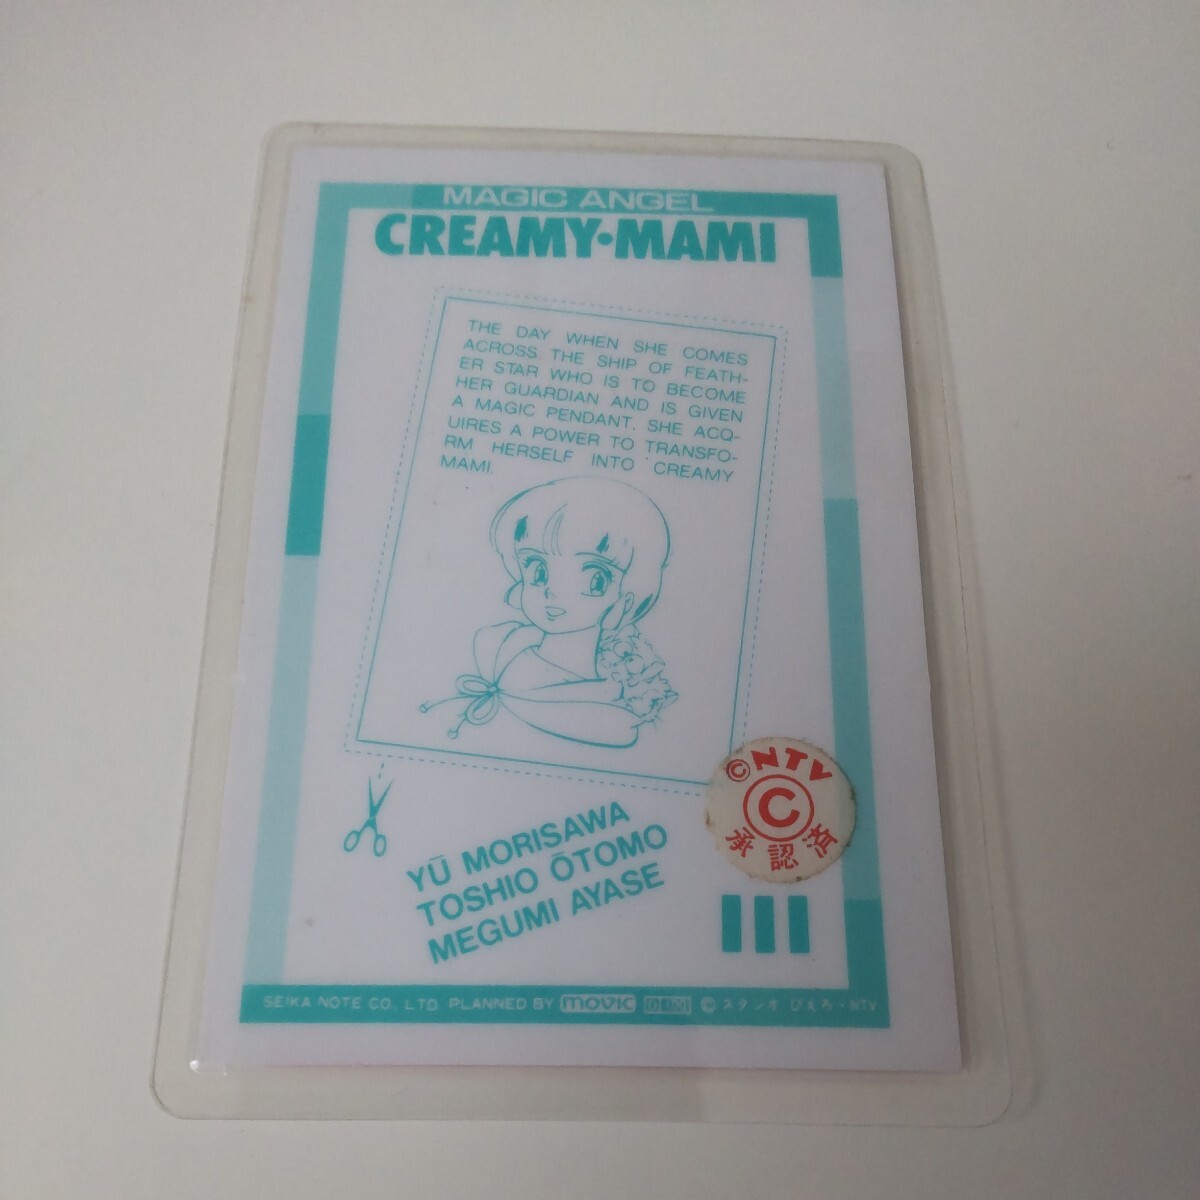 MAGIC ANGEL
CREAMY•MAMI
THE DAY WHEN SHE COMES
ACROSS THE SHIP OF FEATH-
ER STAR WHO IS TO BECOME
HER GUARDIAN AND IS GIVEN
A MAGIC PENDANT. SHE ACQ-
UIRES A POWER TO TRANSFO-
RM HERSELF INTO CREAMY
MAMI.
©NTV
C
承認済
YŪ MORISAWA
TOSHIO ŌTOMO
MEGUMI AYASE
SEIKA NOTE CO., LTD. PLANNED BY movic © スタジオ ぴえろ・NTV